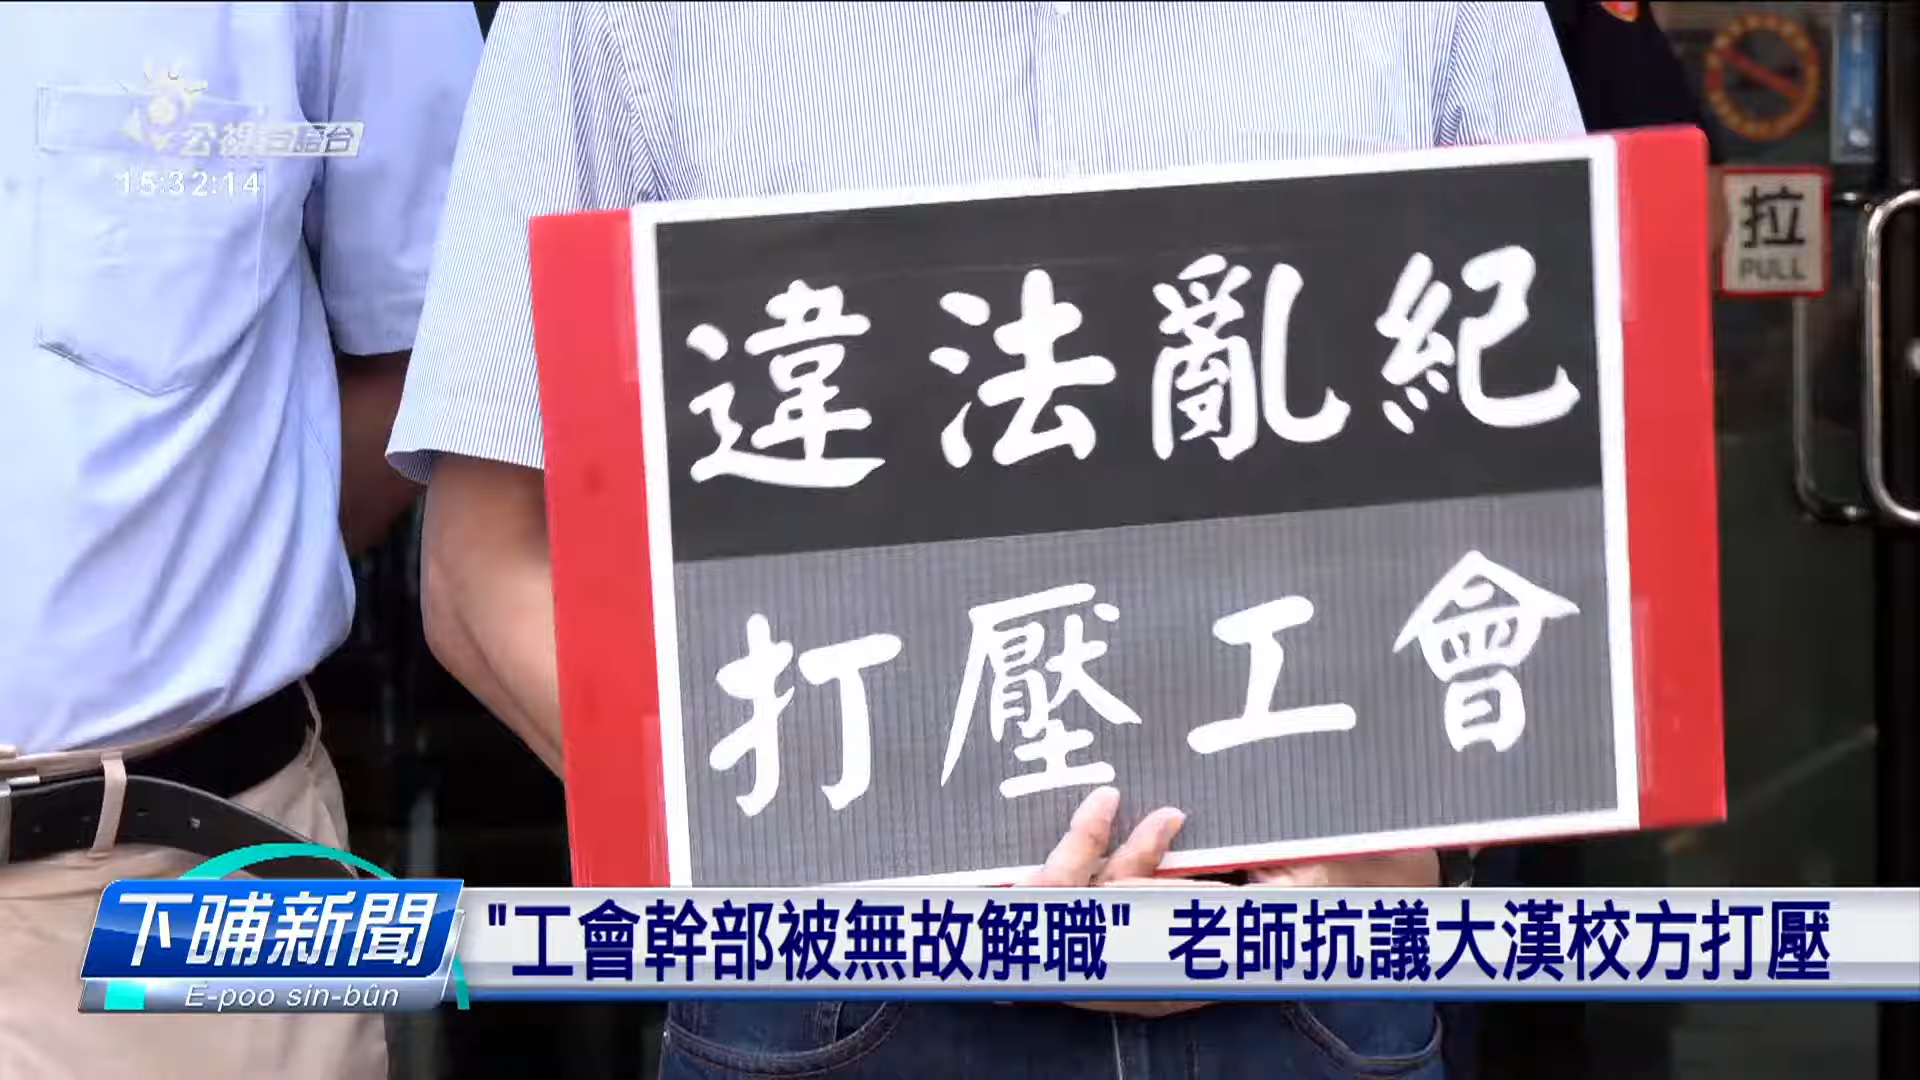 公視台語台
15:32:14
拉
PULL
違法亂紀
打壓工會
下晡新聞
E-poo sin-bûn
"工會幹部被無故解職" 老師抗議大漢校方打壓